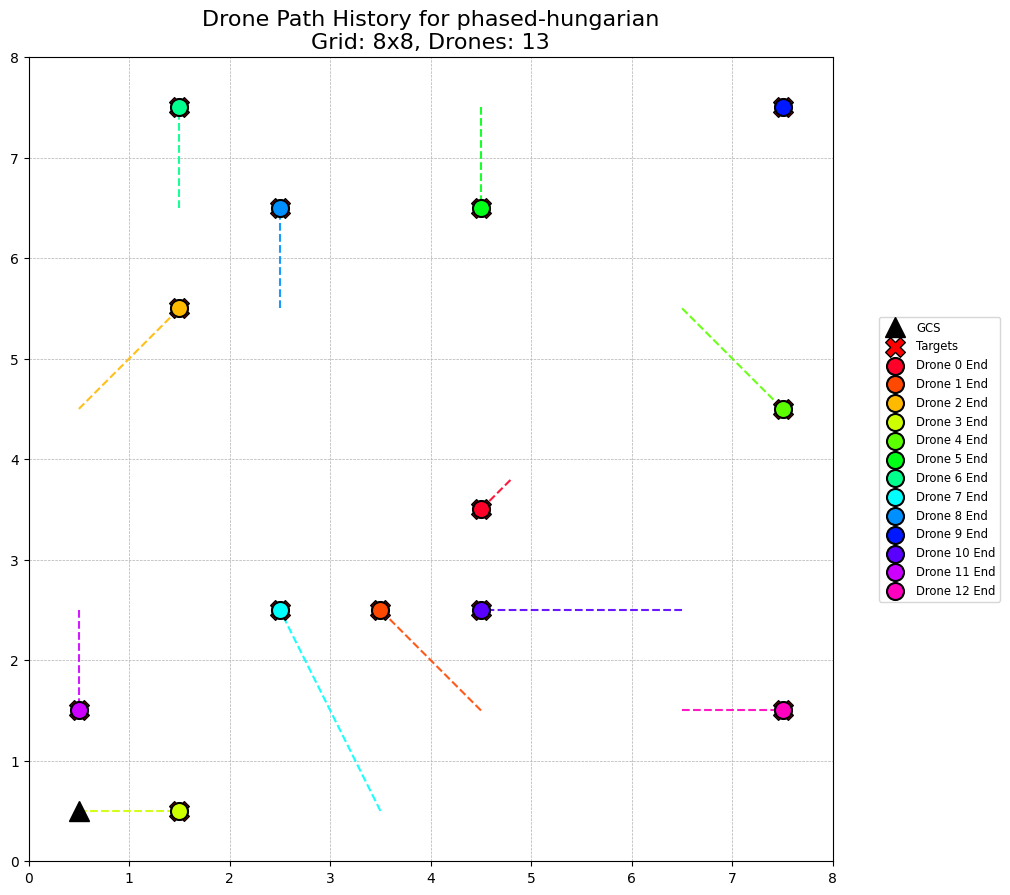 Drone Path History for phased-hungarian
Grid: 8x8, Drones: 13
8
7
6
5
4
3
2
1
0
0 1 2 3 4 5 6 7 8
GCS
Targets
Drone 0 End
Drone 1 End
Drone 2 End
Drone 3 End
Drone 4 End
Drone 5 End
Drone 6 End
Drone 7 End
Drone 8 End
Drone 9 End
Drone 10 End
Drone 11 End
Drone 12 End